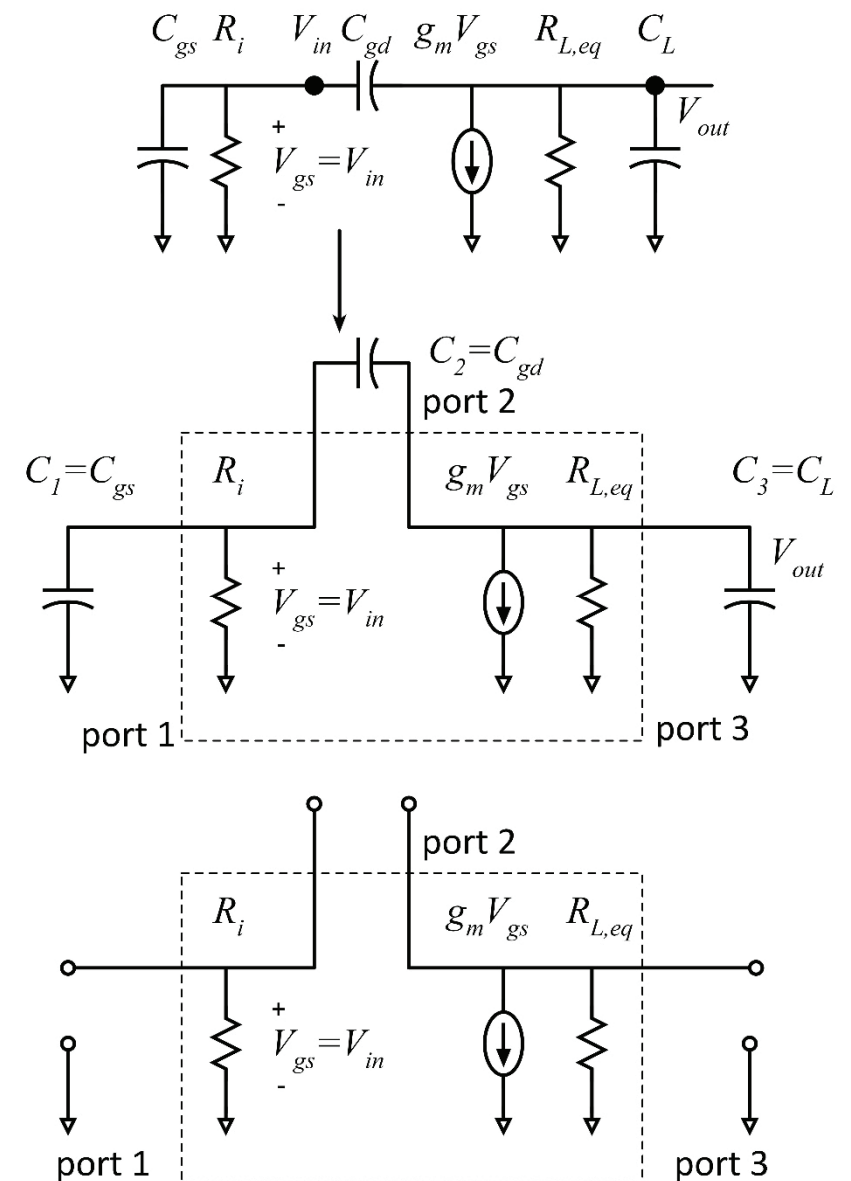 C_gs R_i V_in C_gd g_m V_gs R_L,eq C_L
V_out
+
V_gs=V_in
-
C_2=C_gd
port 2
C_1=C_gs R_i g_m V_gs R_L,eq C_3=C_L
V_out
+
V_gs=V_in
-
port 1 port 3
port 2
R_i g_m V_gs R_L,eq
+
V_gs=V_in
-
port 1 port 3